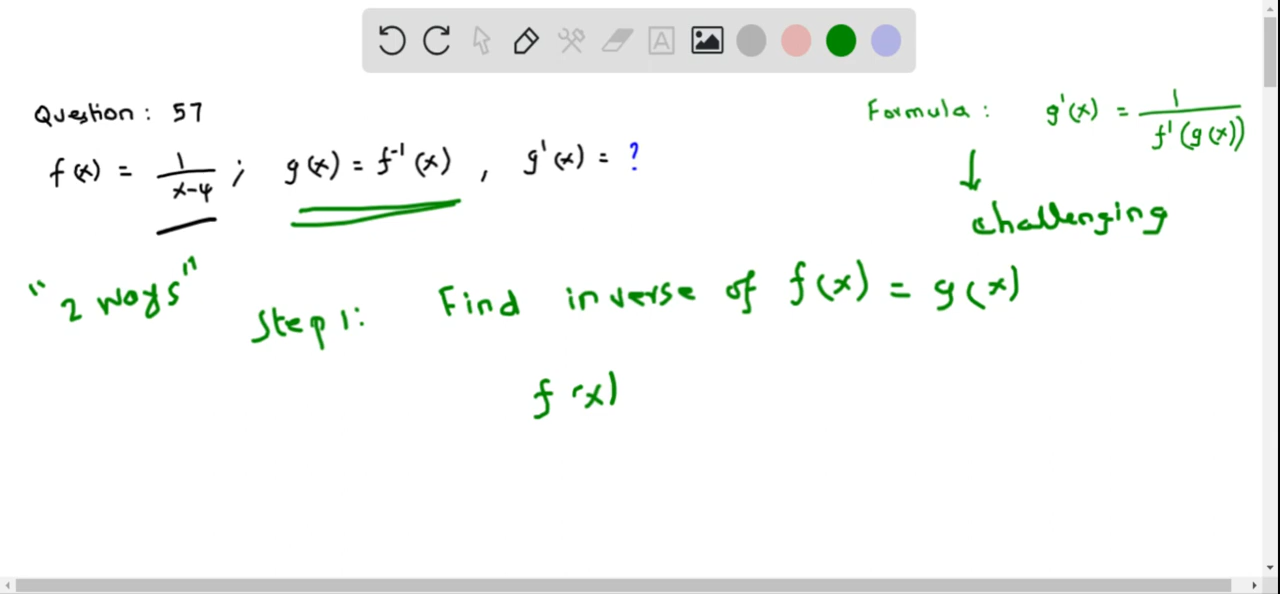 Question: 57
Formula: g'(x) = 1/f'(g(x))
f(x) = 1/x-4 ; g(x) = f⁻¹(x) , g'(x) = ?
challenging
"2 ways"
Step 1: Find inverse of f(x) = g(x)
f(x)